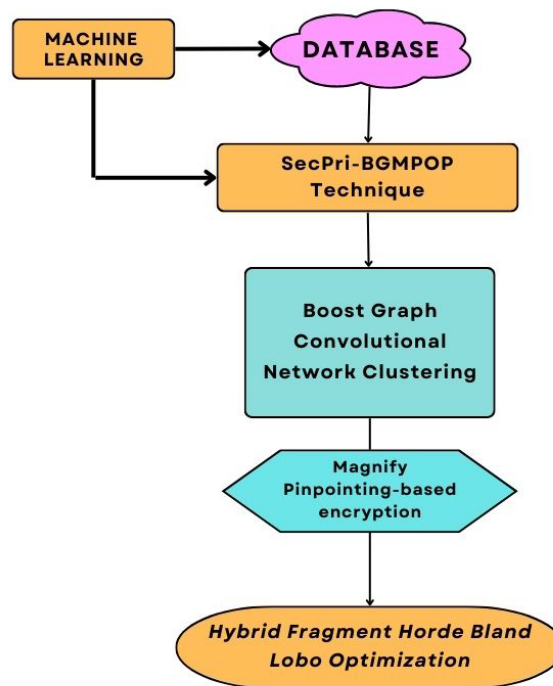 MACHINE
LEARNING
DATABASE
SecPri-BGMPOP
Technique
Boost Graph
Convolutional
Network Clustering
Magnify
Pinpointing-based
encryption
Hybrid Fragment Horde Bland
Lobo Optimization